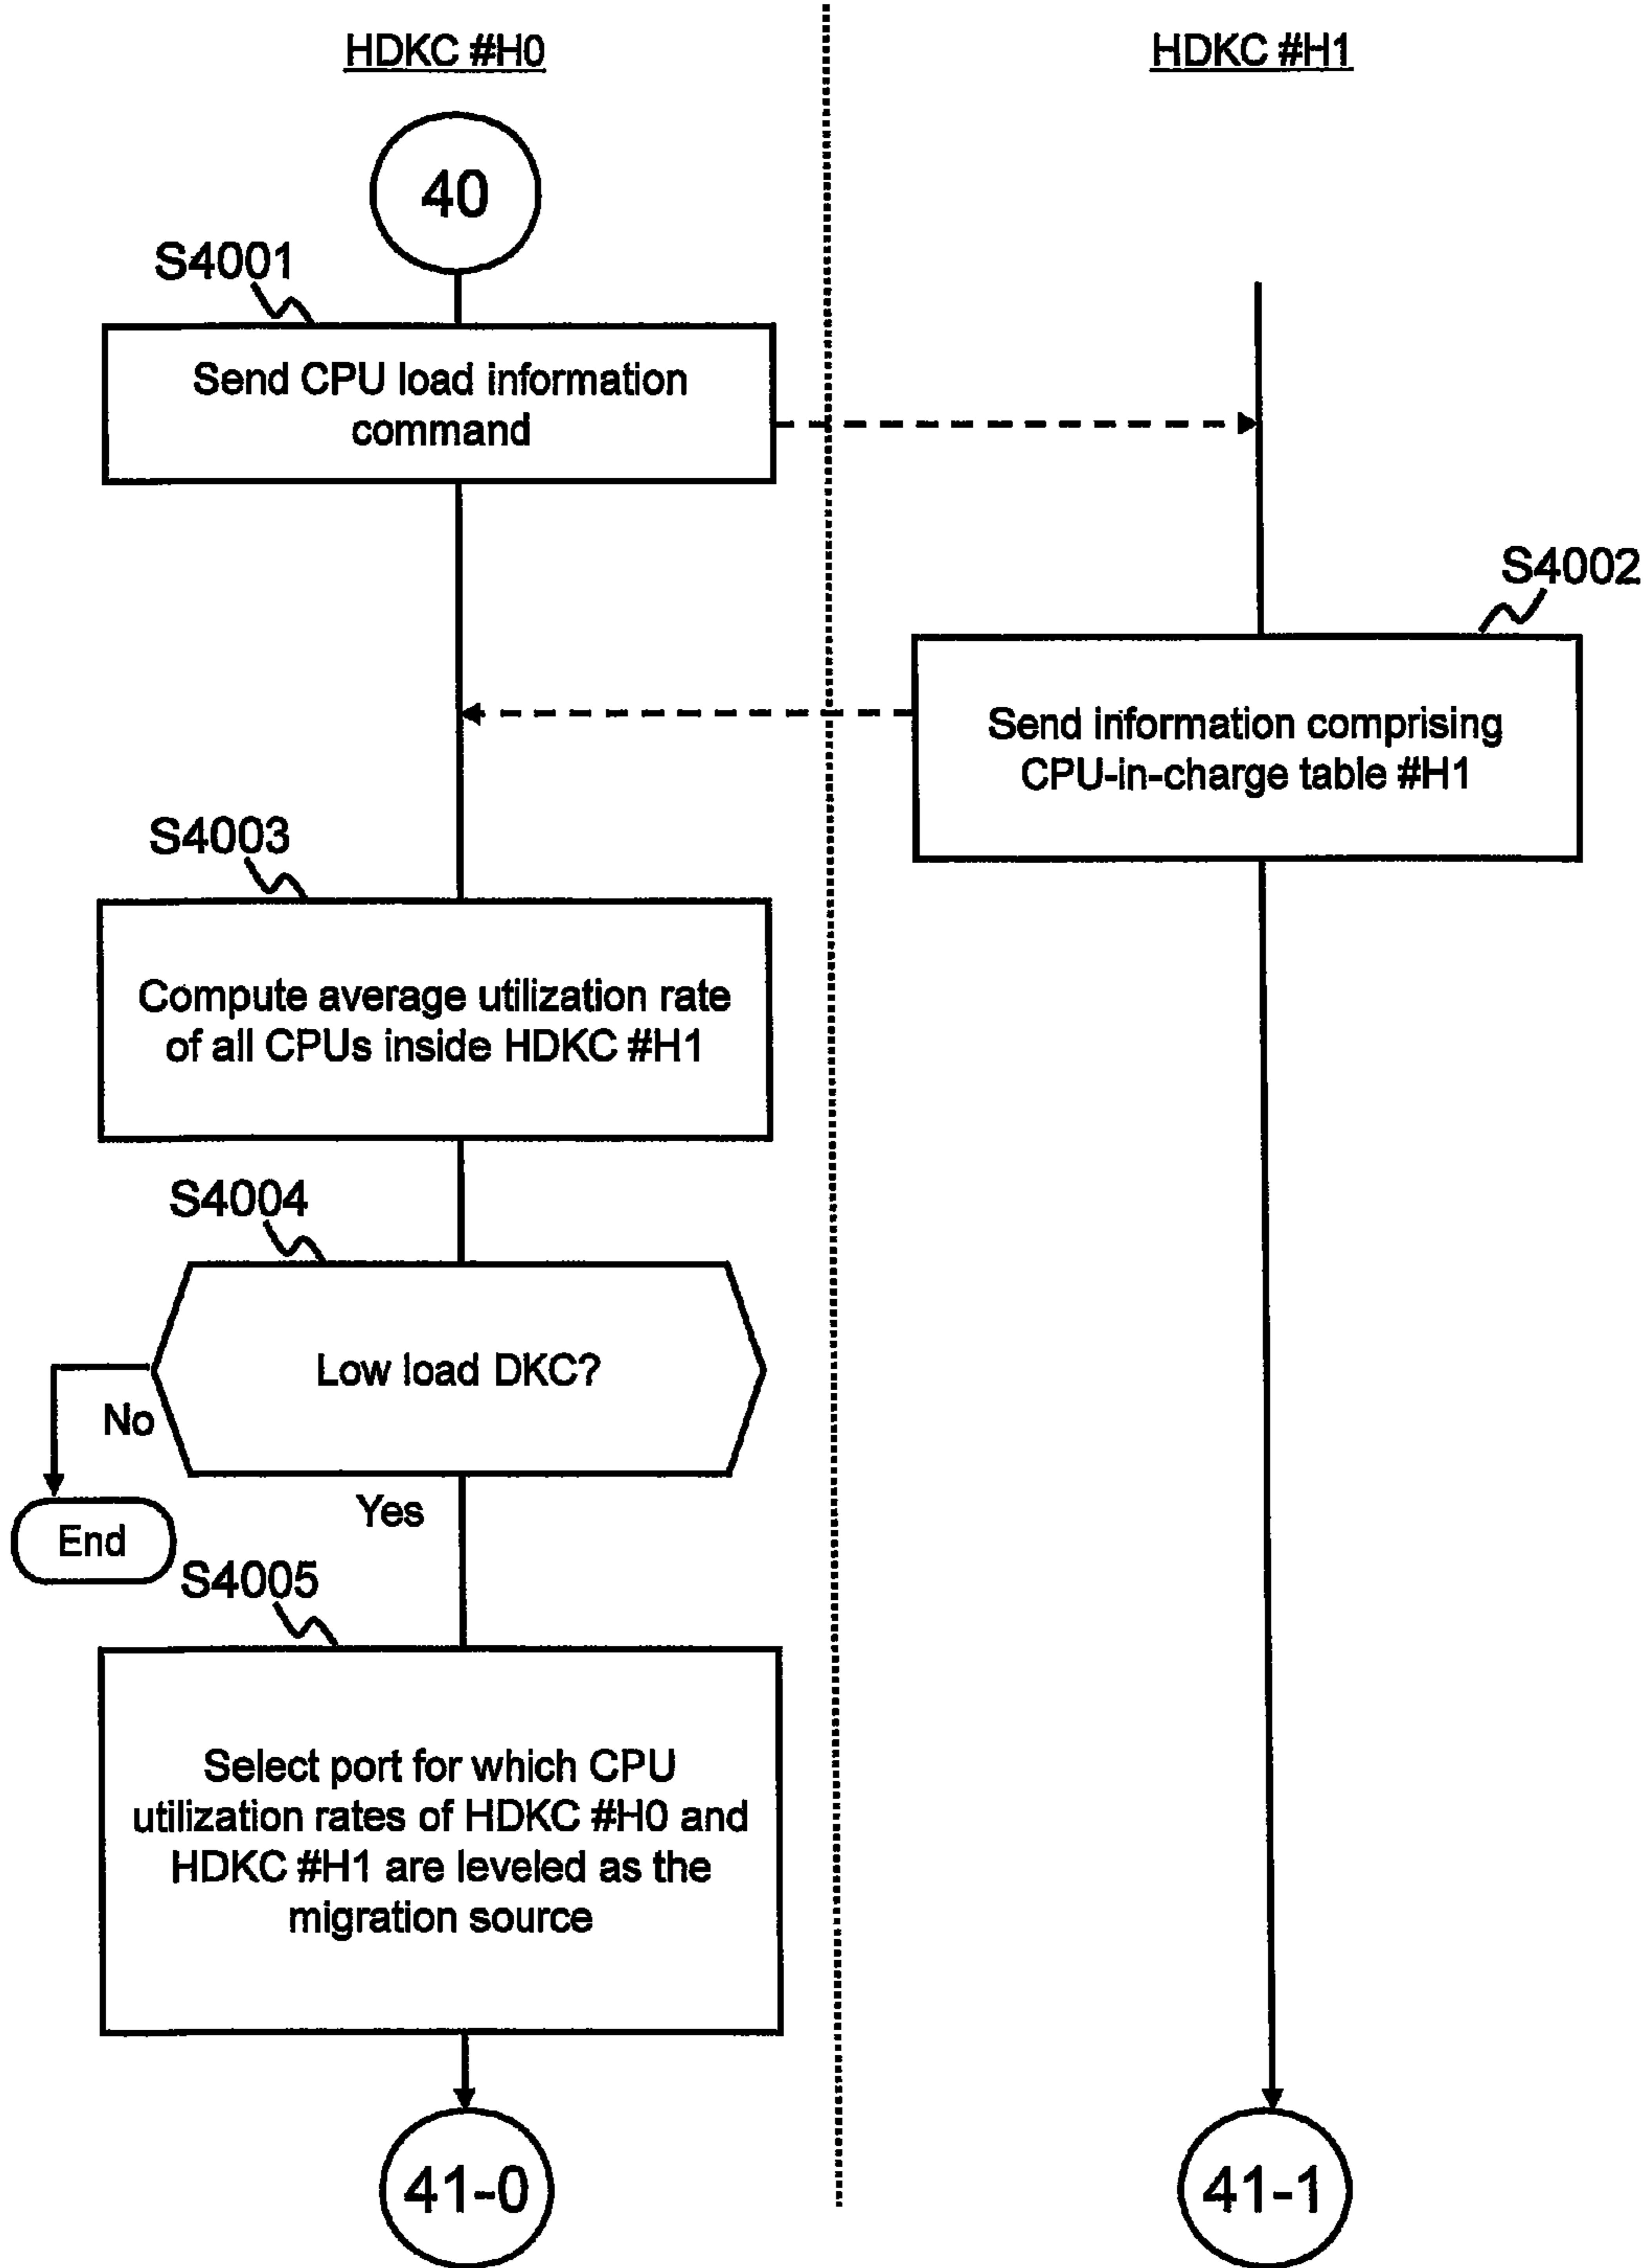 HDKC #H0
HDKC #H1
40
S4001
Send CPU load information
command
S4002
Send information comprising
CPU-in-charge table #H1
S4003
Compute average utilization rate
of all CPUs inside HDKC #H1
S4004
Low load DKC?
No
Yes
End
S4005
Select port for which CPU
utilization rates of HDKC #H0 and
HDKC #H1 are leveled as the
migration source
41-0
41-1